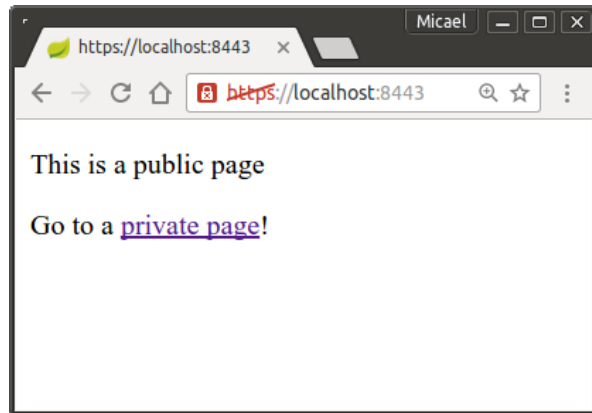 Micael
https://localhost:8443
https://localhost:8443
This is a public page
Go to a private page!